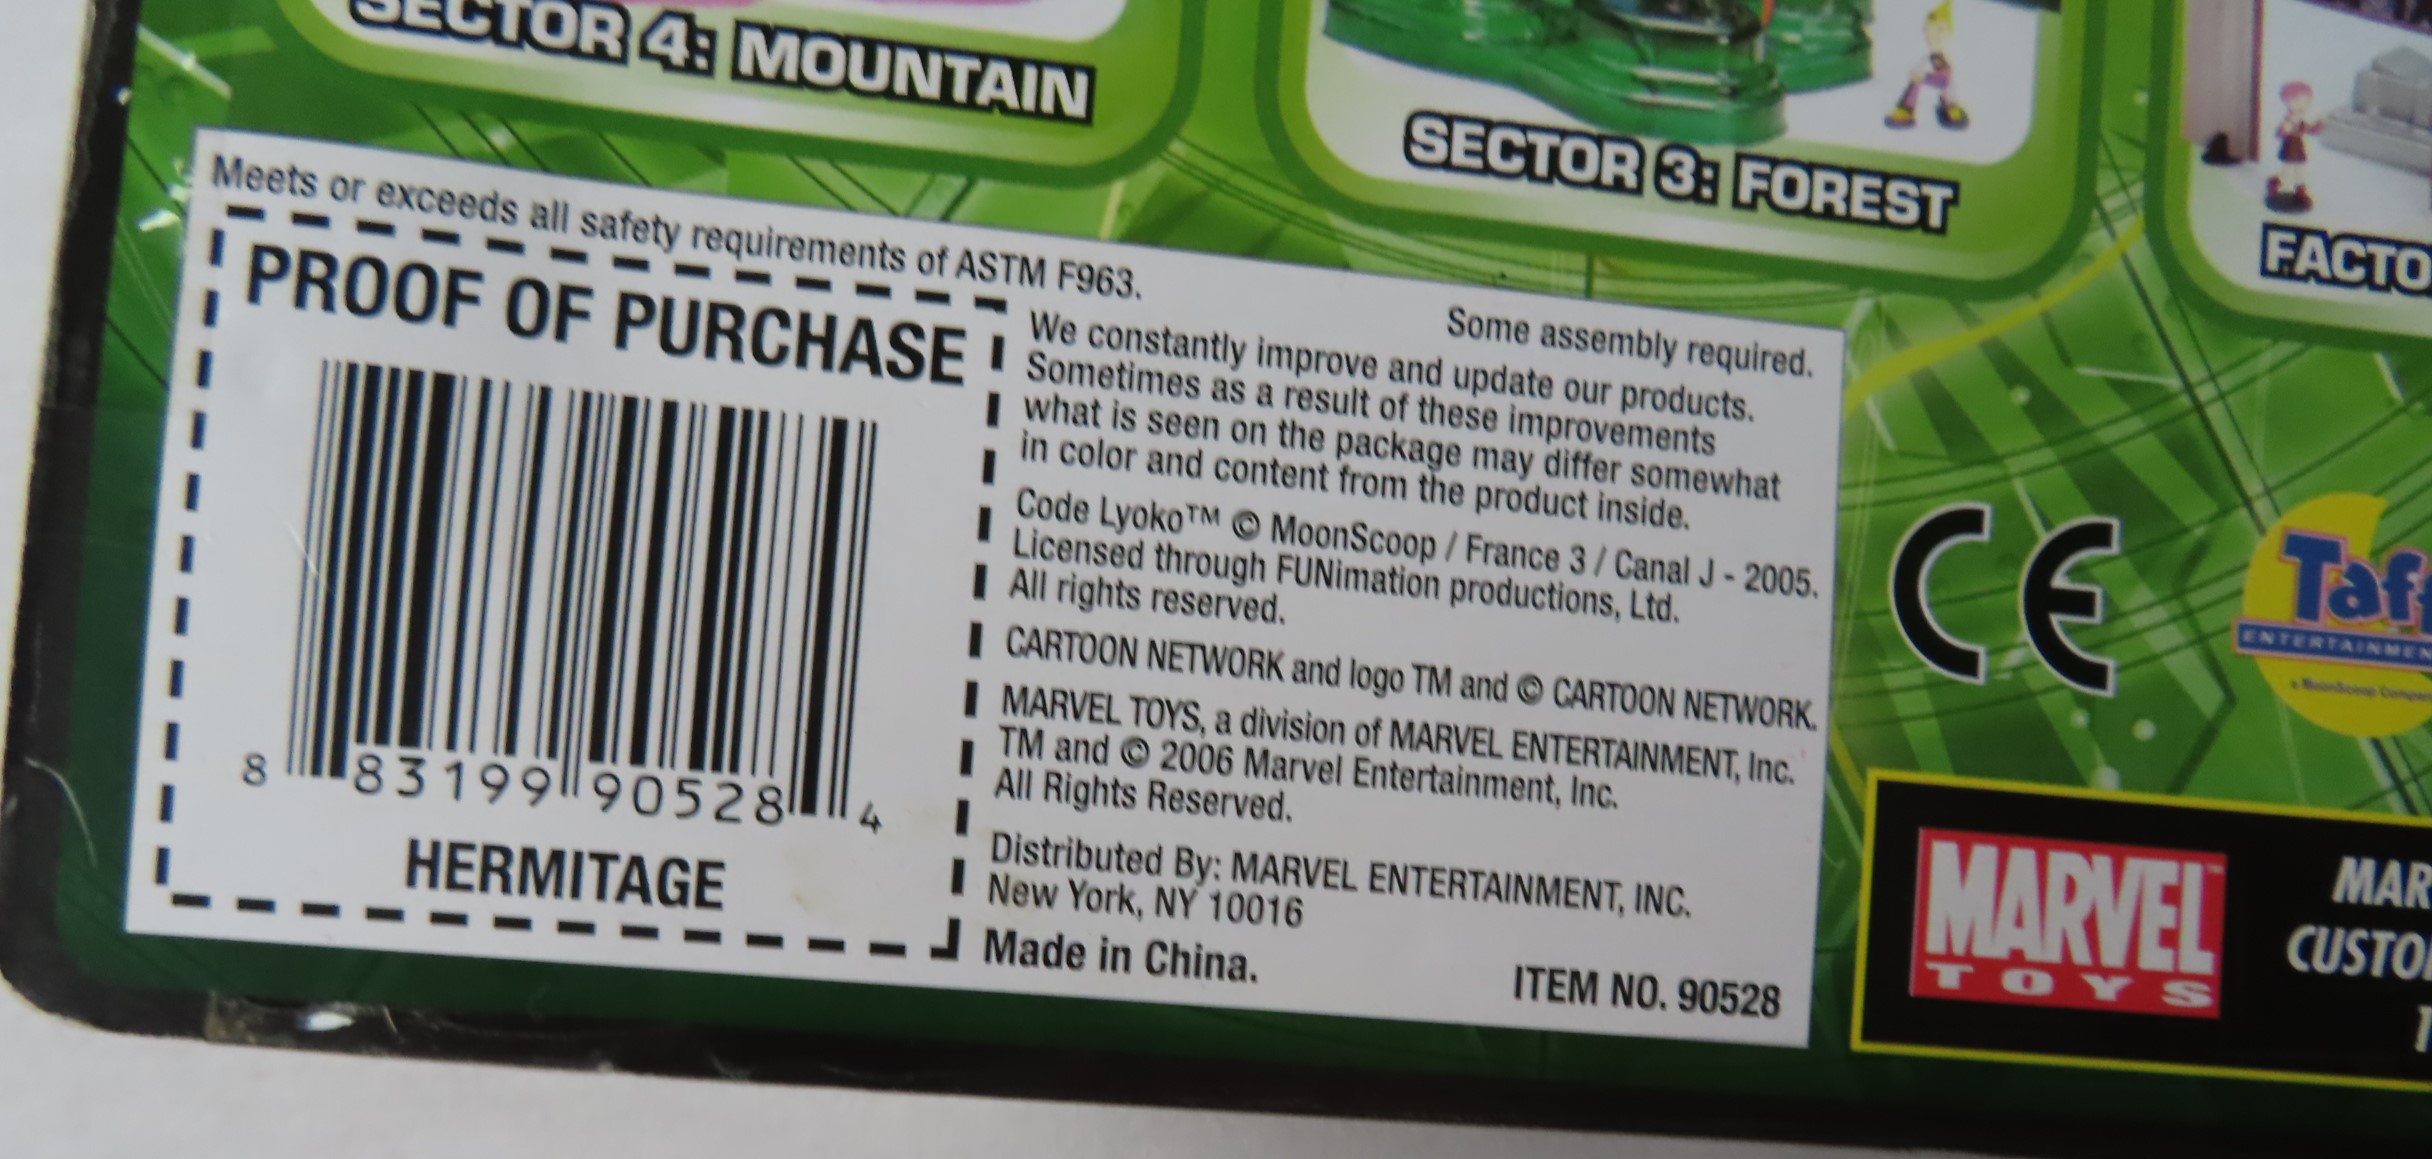 SECTOR 4: MOUNTAIN
SECTOR 3: FOREST
Meets or exceeds all safety requirements of ASTM F963.
Some assembly required.
PROOF OF PURCHASE
8 83199 90528 4
HERMITAGE
We constantly improve and update our products.
Sometimes as a result of these improvements
what is seen on the package may differ somewhat
in color and content from the product inside.
Code Lyoko™ © MoonScoop / France 3 / Canal J - 2005.
Licensed through FUNimation productions, Ltd.
All rights reserved.
CARTOON NETWORK and logo TM and © CARTOON NETWORK.
MARVEL TOYS, a division of MARVEL ENTERTAINMENT, Inc.
TM and © 2006 Marvel Entertainment, Inc.
All Rights Reserved.
Distributed By: MARVEL ENTERTAINMENT, INC.
New York, NY 10016
Made in China.
ITEM NO. 90528
CE
MARVEL
TOYS